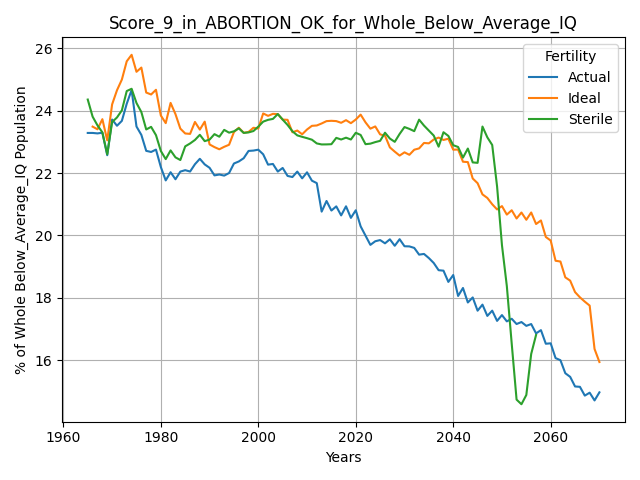 Score_9_in_ABORTION_OK_for_Whole_Below_Average_IQ
Fertility
Actual
Ideal
Sterile
% of Whole Below_Average_IQ Population
26
24
22
20
18
16
1960
1980
2000
2020
2040
2060
Years